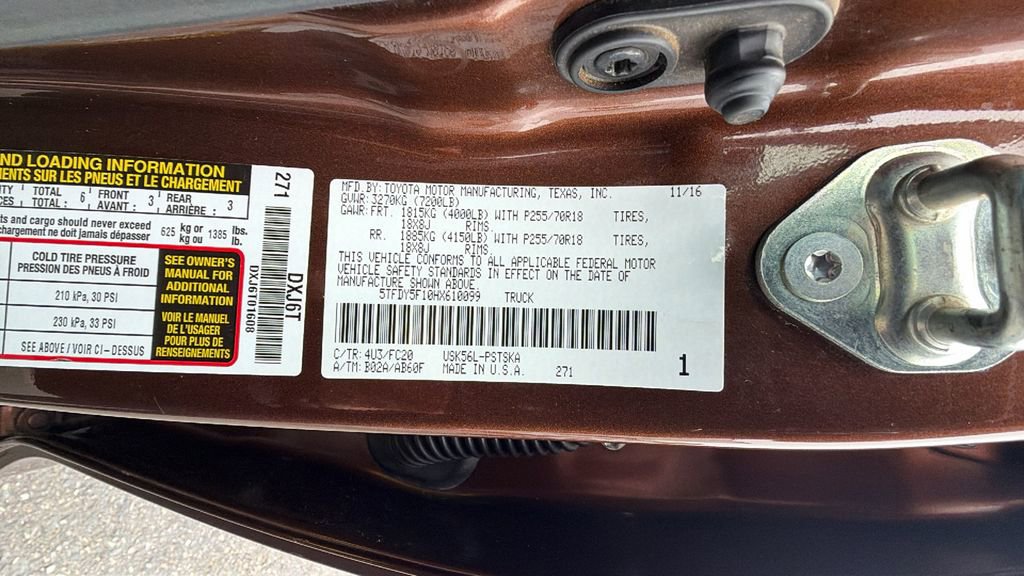 ND LOADING INFORMATION
MENTS SUR LES PNEUS ET LE CHARGEMENT
TOTAL 6 FRONT 3 REAR 3
TOTAL : AVANT : ARRIÈRE :
ts and cargo should never exceed 625 kg or 1385 lbs.
chargement ne doit jamais dépasser kg ou lb.
COLD TIRE PRESSURE
PRESSION DES PNEUS À FROID
210 kPa, 30 PSI
230 kPa, 33 PSI
SEE ABOVE / VOIR CI - DESSUS
SEE OWNER'S
MANUAL FOR
ADDITIONAL
INFORMATION
VOIR LE MANUEL
DE L'USAGER
POUR PLUS DE
RENSEIGNEMENTS
271
DXJ6T
MFD.BY:TOYOTA MOTOR MANUFACTURING, TEXAS, INC. 11/16
GVWR: 3270KG (7200LB)
GAWR: FRT. 1815KG (4000LB) WITH P255/70R18 TIRES,
18X8J RIMS.
RR. 1885KG (4150LB) WITH P255/70R18 TIRES,
18X8J RIMS.
THIS VEHICLE CONFORMS TO ALL APPLICABLE FEDERAL MOTOR
VEHICLE SAFETY STANDARDS IN EFFECT ON THE DATE OF
MANUFACTURE SHOWN ABOVE.
5TFDY5F10HX610099 TRUCK
C/TR: 4U3/FC20 USK56L-PSTSKA
A/TM: B02A/AB60F MADE IN U.S.A. 271 1